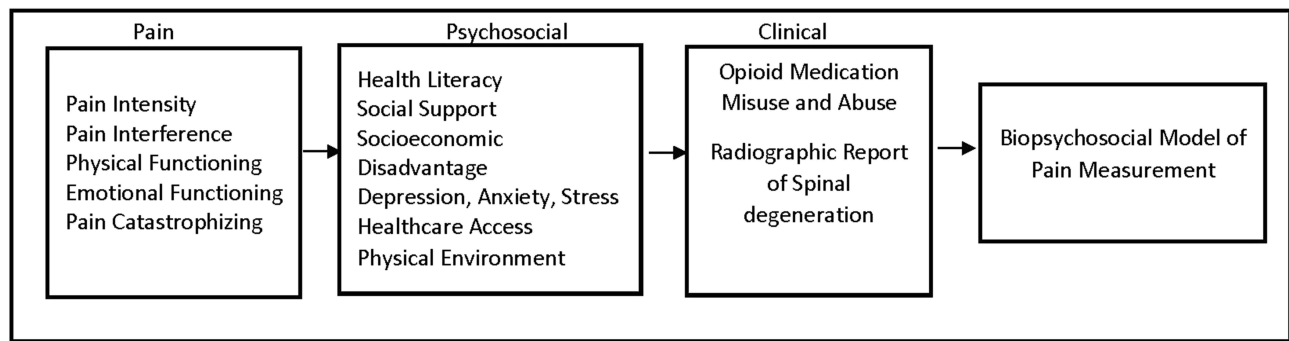 Pain
Pain Intensity
Pain Interference
Physical Functioning
Emotional Functioning
Pain Catastrophizing
Psychosocial
Health Literacy
Social Support
Socioeconomic
Disadvantage
Depression, Anxiety, Stress
Healthcare Access
Physical Environment
Clinical
Opioid Medication
Misuse and Abuse
Radiographic Report
of Spinal
degeneration
Biopsychosocial Model of
Pain Measurement